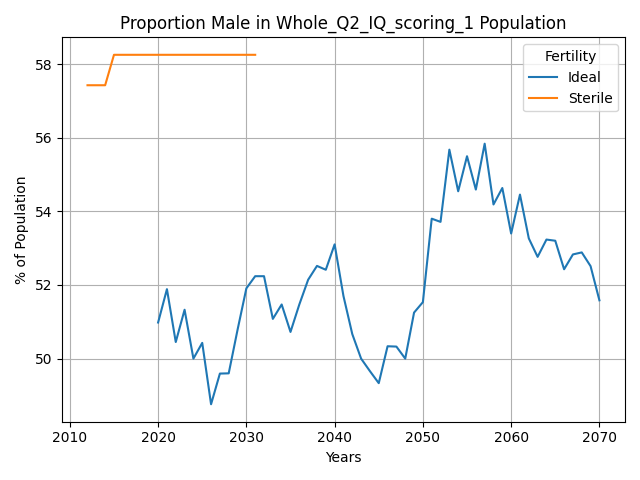 Proportion Male in Whole_Q2_IQ_scoring_1 Population
% of Population
58
56
54
52
50
Fertility
Ideal
Sterile
2010 2020 2030 2040 2050 2060 2070
Years